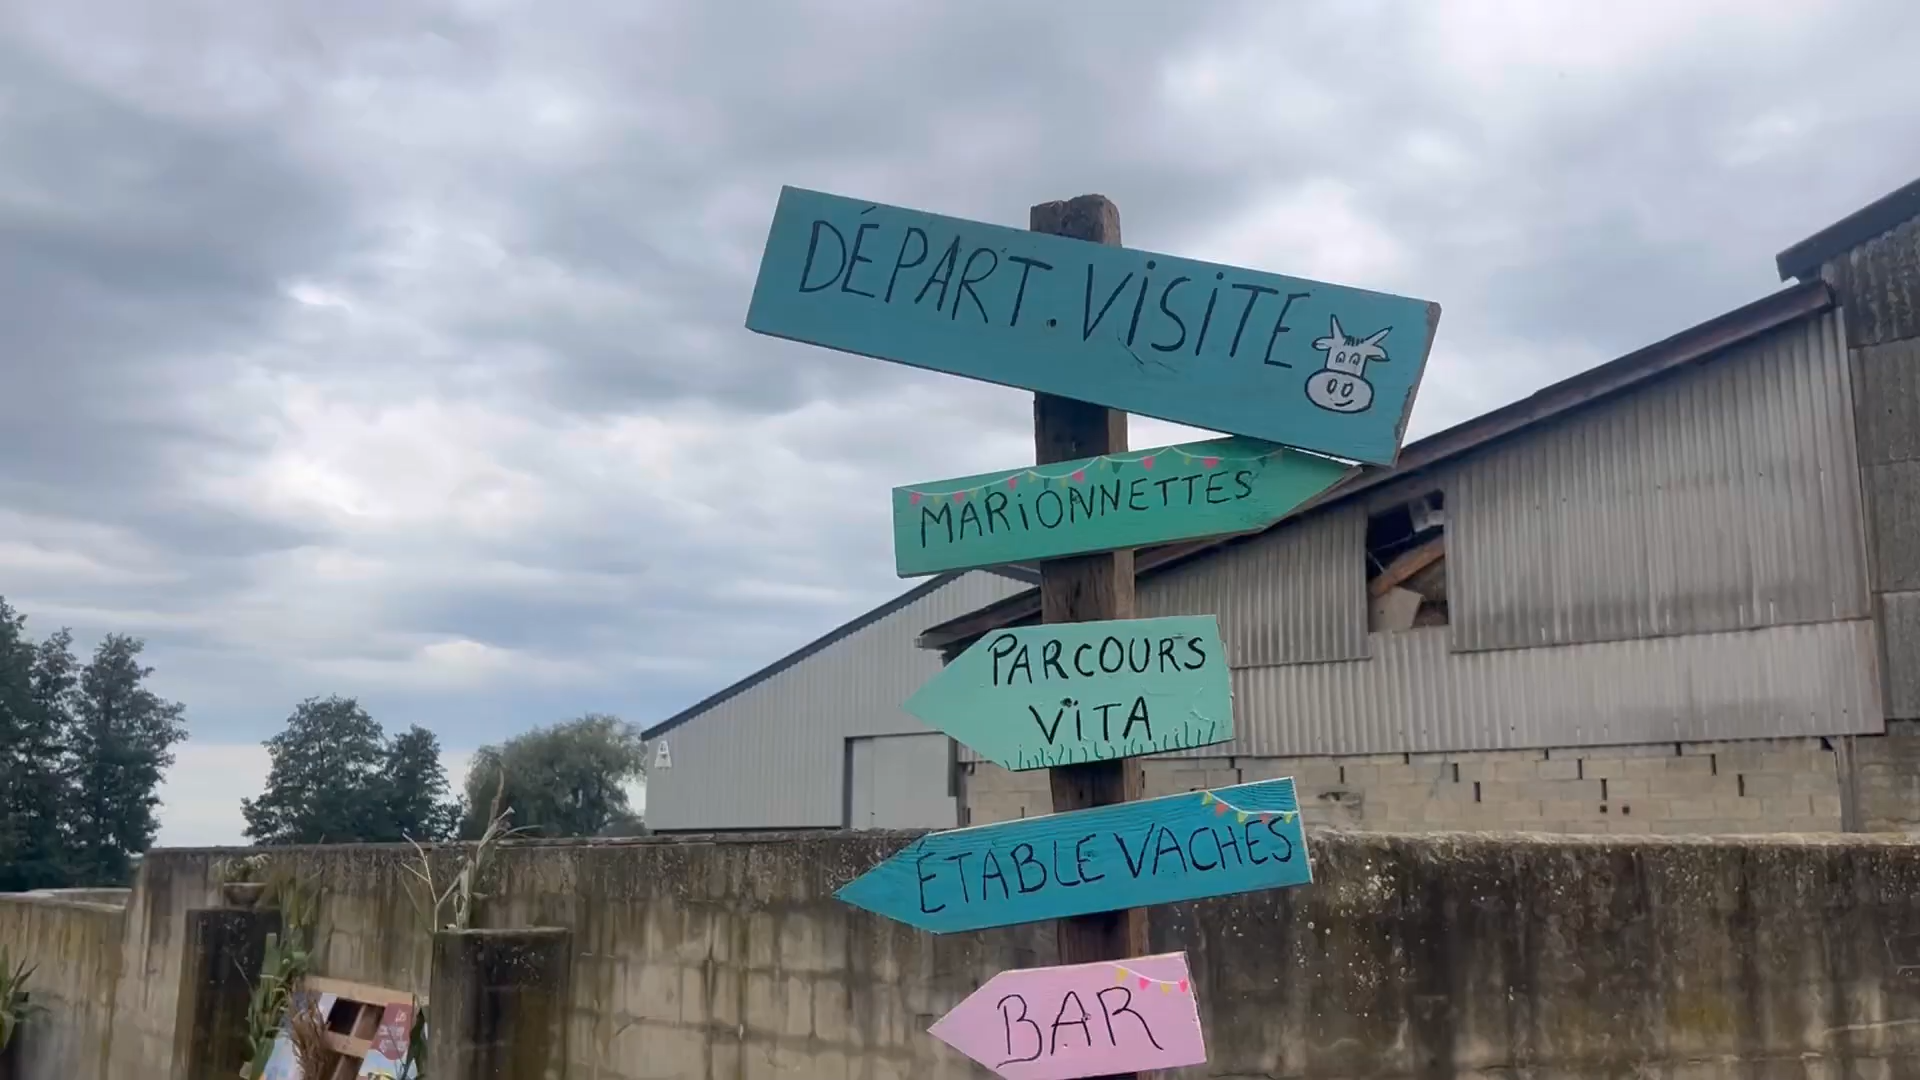 DÉPART. VISITE
MARIONNETTES
PARCOURS
VITA
ÉTABLE VACHES
BAR